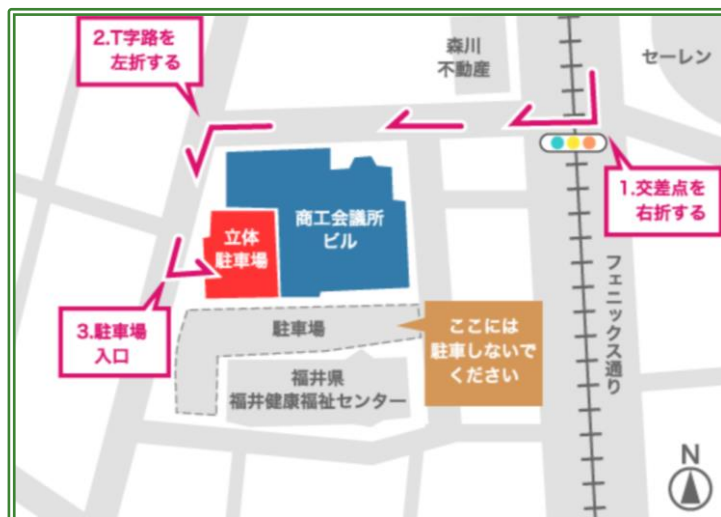 2.T字路を
左折する
森川
不動産
セーレン
1.交差点を
右折する
商工会議所
ビル
立体
駐車場
3.駐車場
入口
駐車場
ここには
駐車しないで
ください
フェニックス通り
福井県
福井健康福祉センター
N